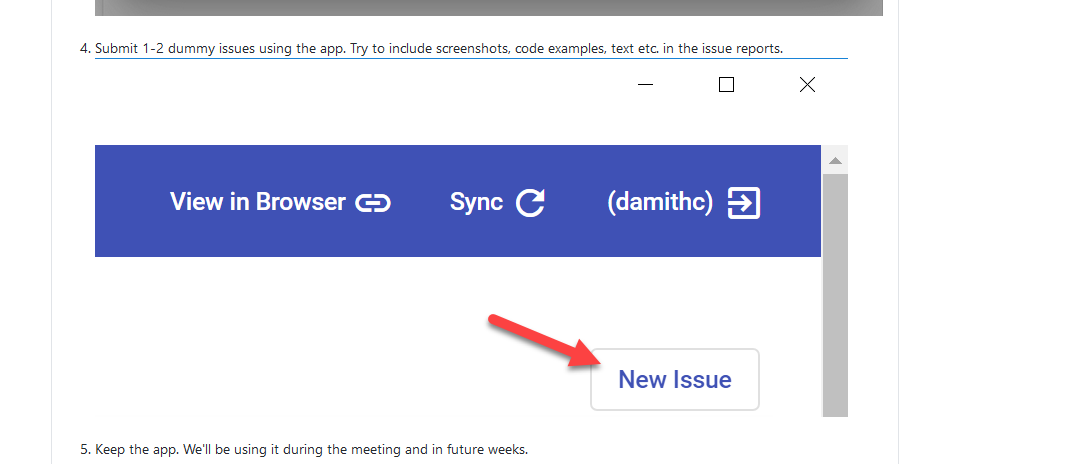 4. Submit 1-2 dummy issues using the app. Try to include screenshots, code examples, text etc. in the issue reports.
View in Browser Sync (damithc)
New Issue
5. Keep the app. We'll be using it during the meeting and in future weeks.